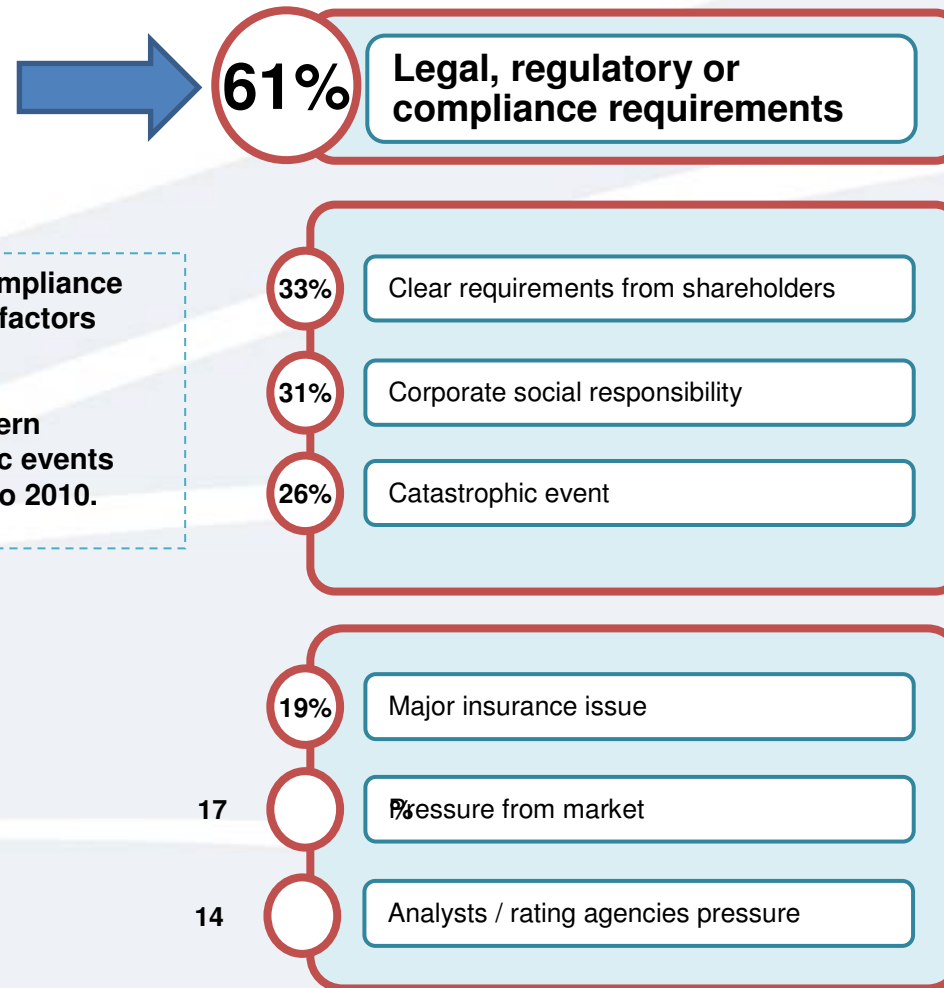 61%
Legal, regulatory or
compliance requirements
mpliance
factors
ern
c events
o 2010.
33%
Clear requirements from shareholders
31%
Corporate social responsibility
26%
Catastrophic event
19%
Major insurance issue
17
%
Pressure from market
14
Analysts / rating agencies pressure